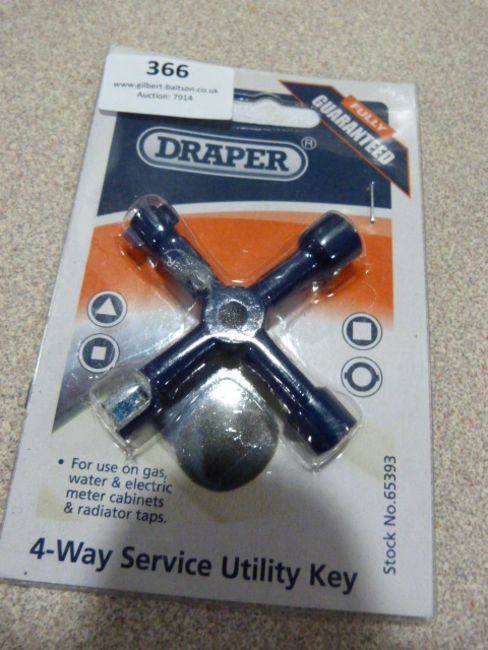 366
www.gilbert-baitson.co.uk
Auction: 7914
FULLY
GUARANTEED
DRAPER®
• For use on gas,
water & electric
meter cabinets
& radiator taps.
Stock No.65393
4-Way Service Utility Key